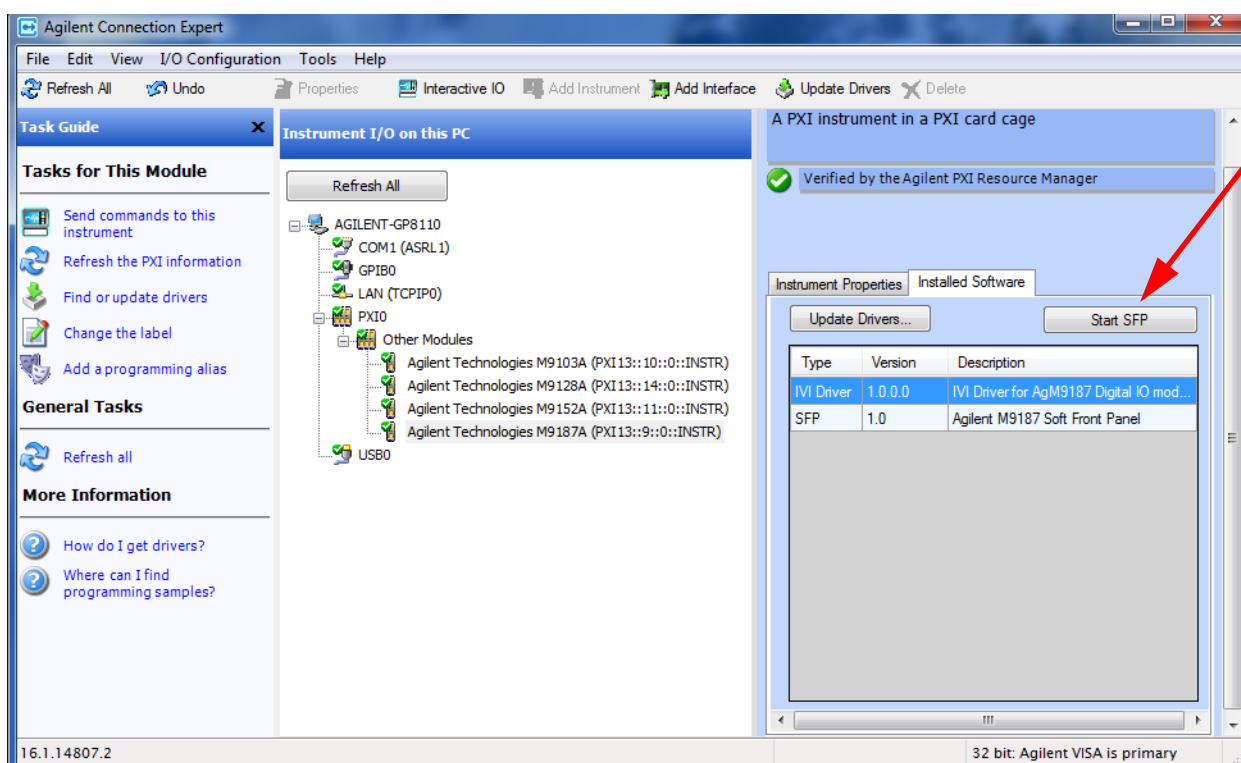 Agilent Connection Expert
File Edit View I/O Configuration Tools Help
Refresh All Undo Properties Interactive IO Add Instrument Add Interface Update Drivers Delete
Task Guide
Tasks for This Module
Send commands to this
instrument
Refresh the PXI information
Find or update drivers
Change the label
Add a programming alias
General Tasks
Refresh all
More Information
How do I get drivers?
Where can I find
programming samples?
Instrument I/O on this PC
Refresh All
AGILENT-GP8110
COM1 (ASRL1)
GPIB0
LAN (TCPIP0)
PXI0
Other Modules
Agilent Technologies M9103A (PXI13::10::0::INSTR)
Agilent Technologies M9128A (PXI13::14::0::INSTR)
Agilent Technologies M9152A (PXI13::11::0::INSTR)
Agilent Technologies M9187A (PXI13::9::0::INSTR)
USB0
A PXI instrument in a PXI card cage
Verified by the Agilent PXI Resource Manager
Instrument Properties Installed Software
Update Drivers... Start SFP
Type Version Description
IVI Driver 1.0.0.0 IVI Driver for AgM9187 Digital IO mod...
SFP 1.0 Agilent M9187 Soft Front Panel
16.1.14807.2 32 bit: Agilent VISA is primary